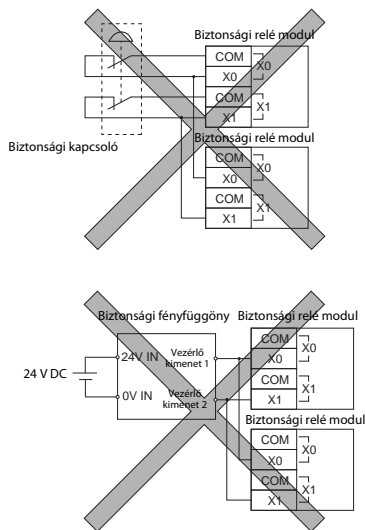 Biztonsági relé modul
COM
X0
X0
COM
X1
X1
Biztonsági kapcsoló
Biztonsági relé modul
COM
X0
X0
COM
X1
X1
Biztonsági fényfüggöny
Biztonsági relé modul
24V IN
Vezérlő
kimenet 1
24 V DC
0V IN
Vezérlő
kimenet 2
COM
X0
X0
COM
X1
X1
Biztonsági relé modul
COM
X0
X0
COM
X1
X1